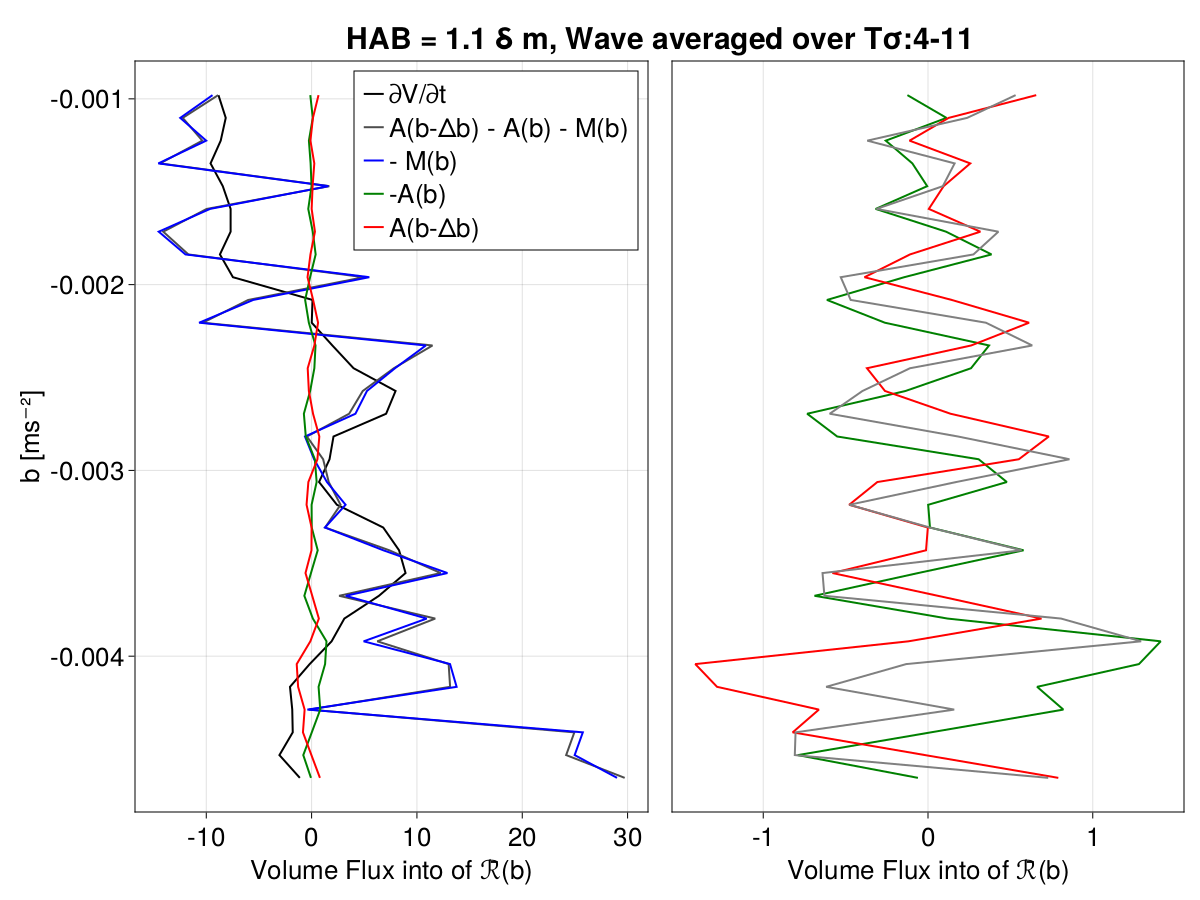 HAB = 1.1 δ m, Wave averaged over Tσ:4-11
∂V/∂t
A(b-Δb) - A(b) - M(b)
- M(b)
-A(b)
A(b-Δb)
b [ms⁻²]
-0.001
-0.002
-0.003
-0.004
-10 0 10 20 30
-1 0 1
Volume Flux into of ℛ(b)
Volume Flux into of ℛ(b)